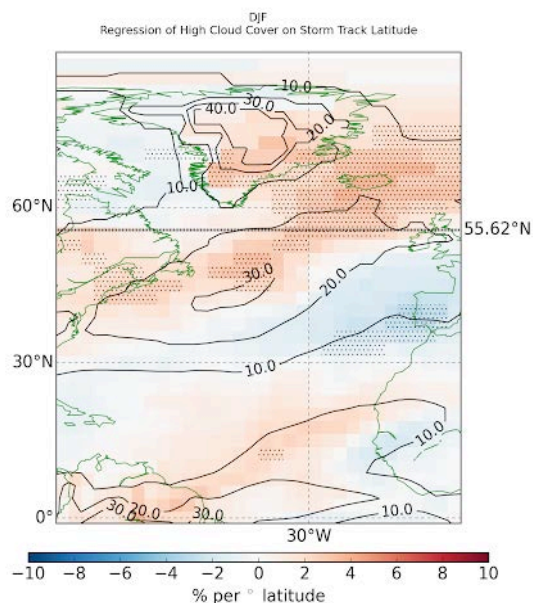 DJF
Regression of High Cloud Cover on Storm Track Latitude
10.0
40.0 30.0
20.0
10.0
60°N
55.62°N
20.0
30.0
30°N
10.0
10.0
30.0 20.0 30.0
10.0
0°
30°W
−10 −8 −6 −4 −2 0 2 4 6 8 10
% per ° latitude